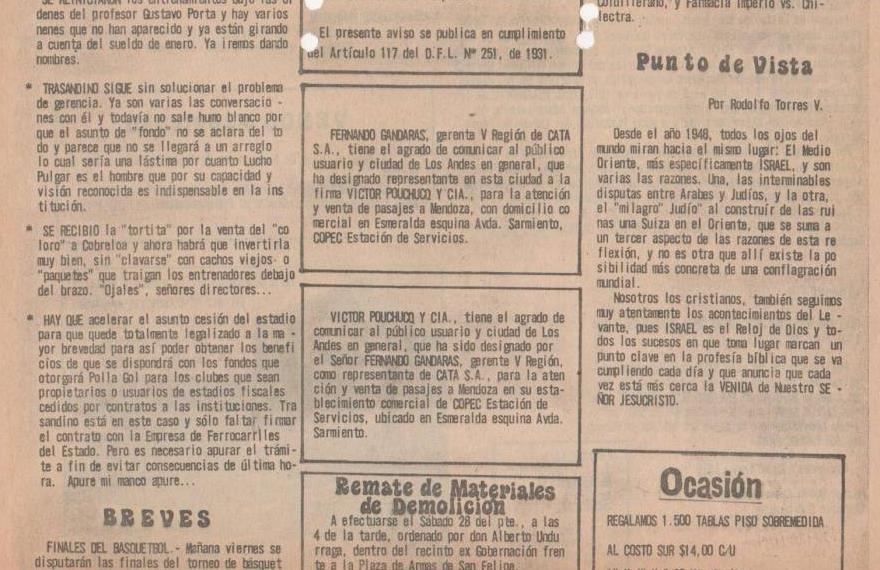 denes del profesor Gustavo Porta y hay varios
nenes que no han aparecido y ya están girando
a cuenta del sueldo de enero. Ya iremos dando
nombres.
* TRASANDINO SIGUE sin solucionar el problema
de gerencia. Ya son varias las conversacio -
nes con él y todavía no sale humo blanco por
que el asunto de "fondo" no se aclara del to
do y parece que no se llegará a un arreglo
lo cual sería una lástima por cuanto Lucho
Pulgar es el hombre que por su capacidad y
visión reconocida es indispensable en la ins
titución.
* SE RECIBIO la "tortita" por la venta del "co
loro" a Cobreloa y ahora habrá que invertirla
muy bien, sin "clavarse" con cachos viejos o
"paquetes" que traigan los entrenadores debajo
del brazo. "Ojales", señores directores...
* HAY QUE acelerar el asunto cesión del estadio
para que quede totalmente legalizado a la ma -
yor brevedad para así poder obtener los benefi
cios de que se dispondrá con los fondos que
otorgará Polla Gol para los clubes que sean
propietarios o usuarios de estadios fiscales
cedidos por contratos a las instituciones. Tra
sandino está en este caso y sólo faltar firmar
el contrato con la Empresa de Ferrocarriles
del Estado. Pero es necesario apurar el trámi-
te a fin de evitar consecuencias de última ho-
ra. Apure mi manco apure...
BREVES
FINALES DEL BASQUETBOL.- Mañana viernes se
disputarán las finales del torneo de básquet
El presente aviso se publica en cumplimiento
del Artículo 117 del D.F.L. Nº 251, de 1931.
FERNANDO GANDARAS, gerente V Región de CATA
S.A., tiene el agrado de comunicar al público
usuario y ciudad de Los Andes en general, que
ha designado representante en esta ciudad a la
firma VICTOR POUCHUCQ Y CIA., para la atención
y venta de pasajes a Mendoza, con domicilio co
mercial en Esmeralda esquina Avda. Sarmiento,
COPEC Estación de Servicios.
VICTOR POUCHUCQ Y CIA., tiene el agrado de
comunicar al público usuario y ciudad de Los
Andes en general, que ha sido designado por
el Señor FERNANDO GANDARAS, gerente V Región,
como representante de CATA S.A., para la aten
ción y venta de pasajes a Mendoza en su esta-
blecimiento comercial de COPEC Estación de
Servicios, ubicado en Esmeralda esquina Avda.
Sarmiento.
Remate de Materiales
de Demolición
A efectuarse el Sábado 28 del pte., a las
4 de la tarde, ordenado por don Alberto Undu
rraga, dentro del recinto ex Gobernación fren
te a la Plaza de Armas de San Felipe.
Cordillerano, y Farmacia Imperio vs. Chi-
lectra.
Punto de Vista
Por Rodolfo Torres V.
Desde el año 1948, todos los ojos del
mundo miran hacia el mismo lugar: El Medio
Oriente, más específicamente ISRAEL, y son
varias las razones. Una, las interminables
disputas entre Arabes y Judíos, y la otra,
el "milagro" Judío" al construír de las rui
nas una Suiza en el Oriente, que se suma a
un tercer aspecto de las razones de esta re
flexión, y no es otra que allí existe la po
sibilidad más concreta de una conflagración
mundial.
Nosotros los cristianos, también seguimos
muy atentamente los acontecimientos del Le -
vante, pues ISRAEL es el Reloj de Dios y to-
dos los sucesos en que toma lugar marcan un
punto clave en la profesía bíblica que se va
cumpliendo cada día y que anuncia que cada
vez está más cerca la VENIDA de Nuestro SE -
ÑOR JESUCRISTO.
Ocasión
REGALAMOS 1.500 TABLAS PISO SOBREMEDIDA
AL COSTO SUR $14,00 C/U